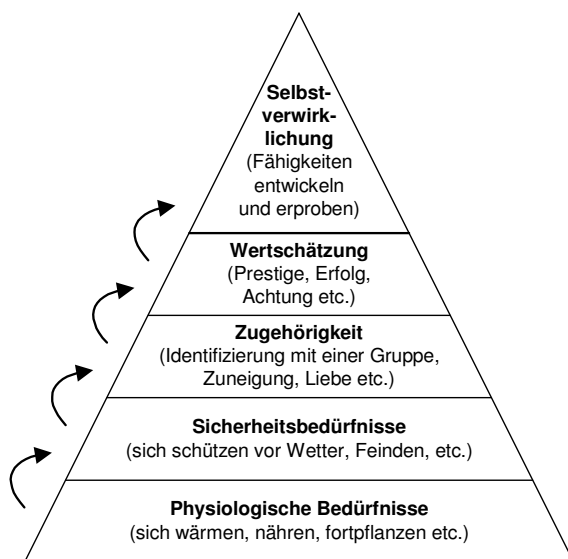 Selbst-
verwirk-
lichung
(Fähigkeiten
entwickeln
und erproben)
Wertschätzung
(Prestige, Erfolg,
Achtung etc.)
Zugehörigkeit
(Identifizierung mit einer Gruppe,
Zuneigung, Liebe etc.)
Sicherheitsbedürfnisse
(sich schützen vor Wetter, Feinden, etc.)
Physiologische Bedürfnisse
(sich wärmen, nähren, fortpflanzen etc.)